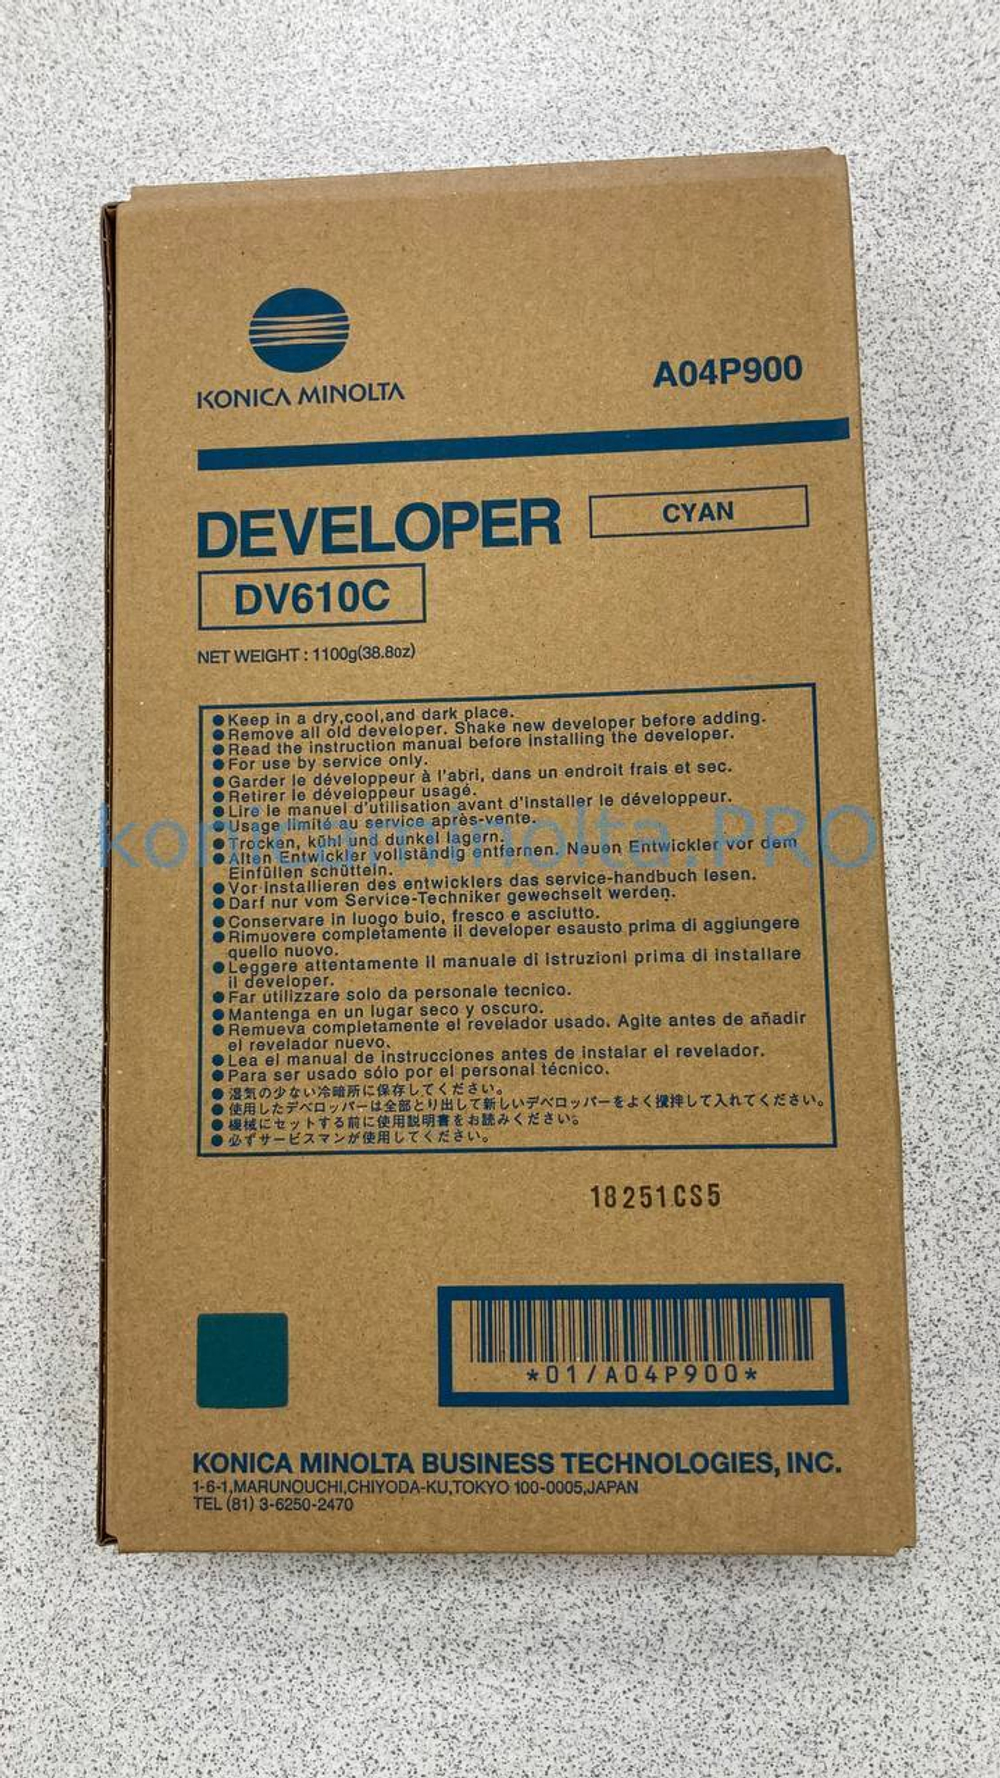 KONICA MINOLTA
A04P900
DEVELOPER
CYAN
DV610C
NET WEIGHT : 1100g(38.8oz)
●Keep in a dry,cool,and dark place.
●Remove all old developer. Shake new developer before adding.
●Read the instruction manual before installing the developer.
●For use by service only.
●Garder le développeur à l'abri, dans un endroit frais et sec.
●Retirer le développeur usagé.
●Lire le manuel d'utilisation avant d'installer le développeur.
●Usage limité au service après-vente.
●Trocken, kühl und dunkel lagern.
●Alten Entwickler vollständig entfernen. Neuen Entwickler vor dem
Einfüllen schütteln.
●Vor Installieren des entwicklers das service-handbuch lesen.
●Darf nur vom Service-Techniker gewechselt werden.
●Conservare in luogo buio, fresco e asciutto.
●Rimuovere completamente il developer esausto prima di aggiungere
quello nuovo.
●Leggere attentamente il manuale di istruzioni prima di installare
il developer.
●Far utilizzare solo da personale tecnico.
●Mantenga en un lugar seco y oscuro.
●Remueva completamente el revelador usado. Agite antes de añadir
el revelador nuevo.
●Lea el manual de instrucciones antes de instalar el revelador.
●Para ser usado sólo por el personal técnico.
●湿気の少ない冷暗所に保存してください。
●使用したデベロッパーは全部とり出して新しいデベロッパーをよく攪拌して入れてください。
●機械にセットする前に使用説明書をお読みください。
●必ずサービスマンが使用してください。
konicaminolta.PRO
18251CS5
*01/A04P900*
KONICA MINOLTA BUSINESS TECHNOLOGIES, INC.
1-6-1,MARUNOUCHI,CHIYODA-KU,TOKYO 100-0005,JAPAN
TEL (81) 3-6250-2470